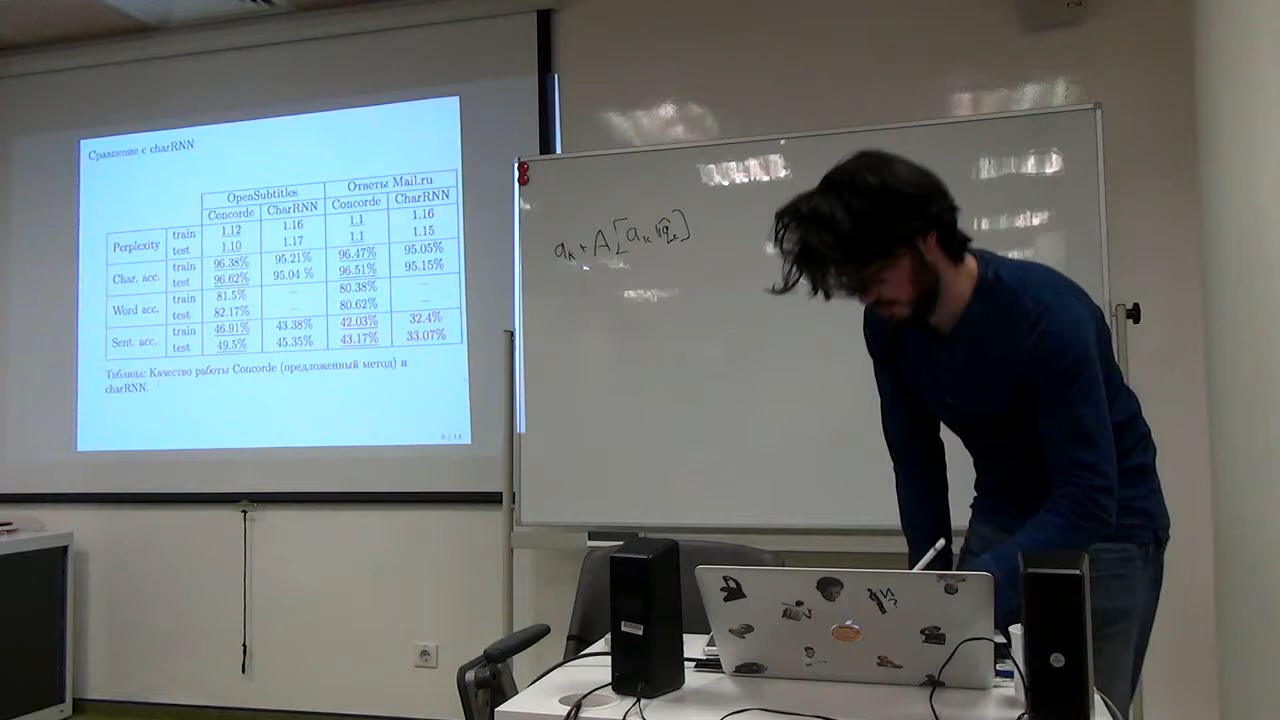 Сравнение с charRNN
OpenSubtitles Ответы Mail.ru
Concorde CharRNN Concorde CharRNN
Perplexity train 1.12 1.16 1.1 1.16
test 1.10 1.17 1.1 1.15
Char. acc. train 96.38% 95.21% 96.47% 95.05%
test 96.62% 95.04 % 96.51% 95.15%
Word acc. train 81.5% — 80.38% —
test 82.17% — 80.62% —
Sent. acc. train 46.91% 43.38% 42.03% 32.4%
test 49.5% 45.35% 43.17% 33.07%
Таблица: Качество работы Concorde (предложенный метод) и
charRNN.